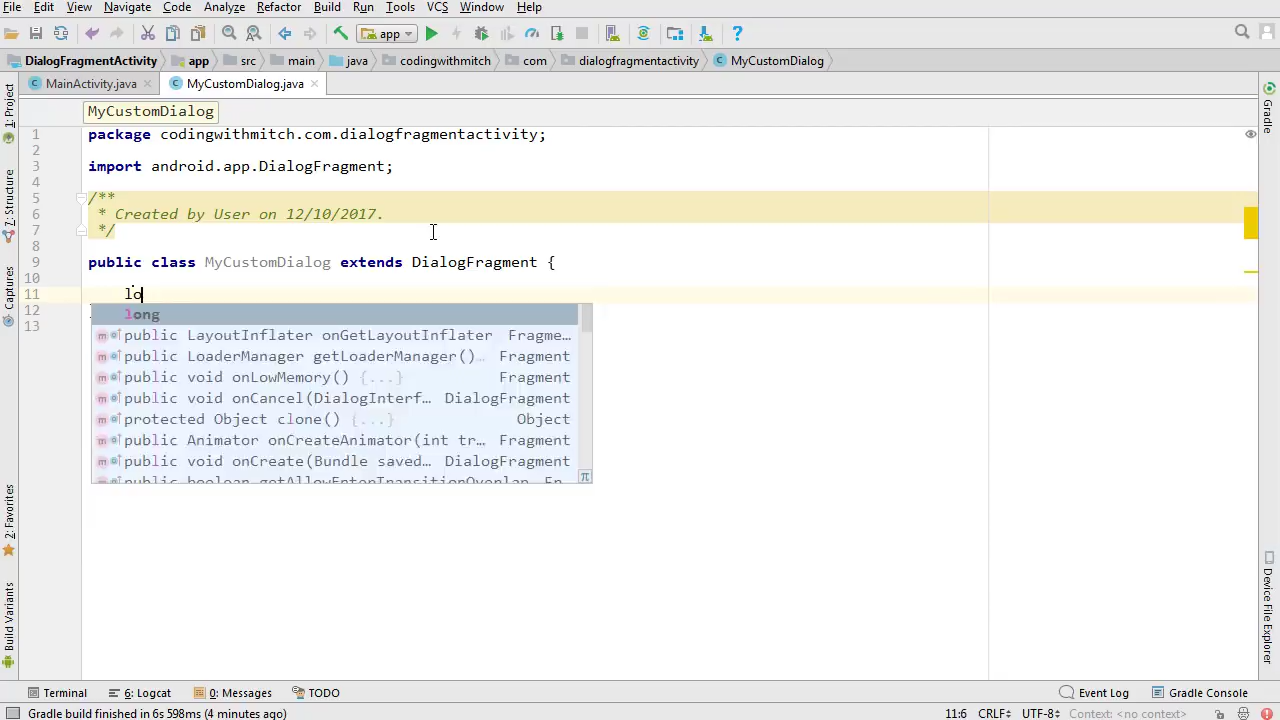 File Edit View Navigate Code Analyze Refactor Build Run Tools VCS Window Help
app
DialogFragmentActivity app src main java codingwithmitch com dialogfragmentactivity MyCustomDialog
MainActivity.java MyCustomDialog.java
MyCustomDialog
1 package codingwithmitch.com.dialogfragmentactivity;
2
3 import android.app.DialogFragment;
4
5 /**
6 * Created by User on 12/10/2017.
7 */
8
9 public class MyCustomDialog extends DialogFragment {
10
11 lo
12
13
long
public LayoutInflater onGetLayoutInflater Fragme…
public LoaderManager getLoaderManager()… Fragment
public void onLowMemory() {...} Fragment
public void onCancel(DialogInterf… DialogFragment
protected Object clone() {...} Object
public Animator onCreateAnimator(int tr… Fragment
public void onCreate(Bundle saved… DialogFragment
public boolean getAllowEnterTransitionOverlap Fr
π
1: Project
7: Structure
Captures
2: Favorites
Build Variants
Gradle
Device File Explorer
Terminal 6: Logcat 0: Messages TODO Event Log Gradle Console
Gradle build finished in 6s 598ms (4 minutes ago) 11:6 CRLF UTF-8 Context: <no context>